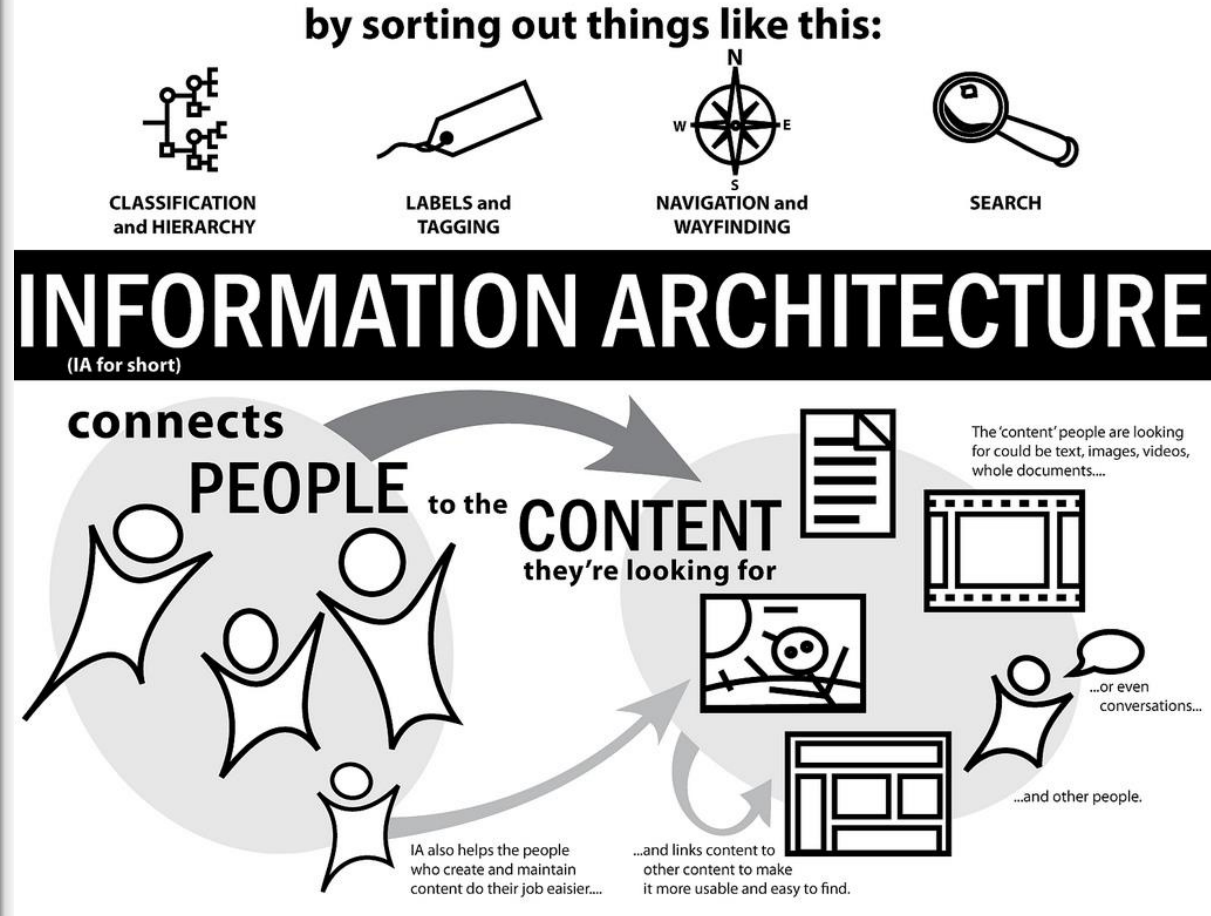 by sorting out things like this:
N
W
E
S
CLASSIFICATION
and HIERARCHY
LABELS and
TAGGING
NAVIGATION and
WAYFINDING
SEARCH
INFORMATION ARCHITECTURE
(IA for short)
connects
PEOPLE
to the
CONTENT
they're looking for
The 'content' people are looking
for could be text, images, videos,
whole documents....
...or even
conversations...
...and other people.
IA also helps the people
who create and maintain
content do their job eaisier....
...and links content to
other content to make
it more usable and easy to find.